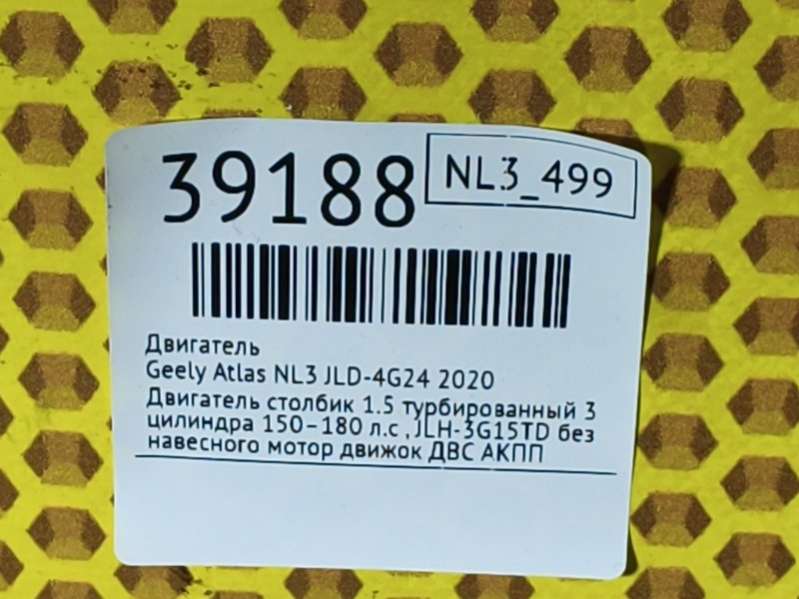 39188
NL3_499
Двигатель
Geely Atlas NL3 JLD-4G24 2020
Двигатель столбик 1.5 турбированный 3
цилиндра 150-180 л.с , JLH-3G15TD без
навесного мотор движок ДВС АКПП